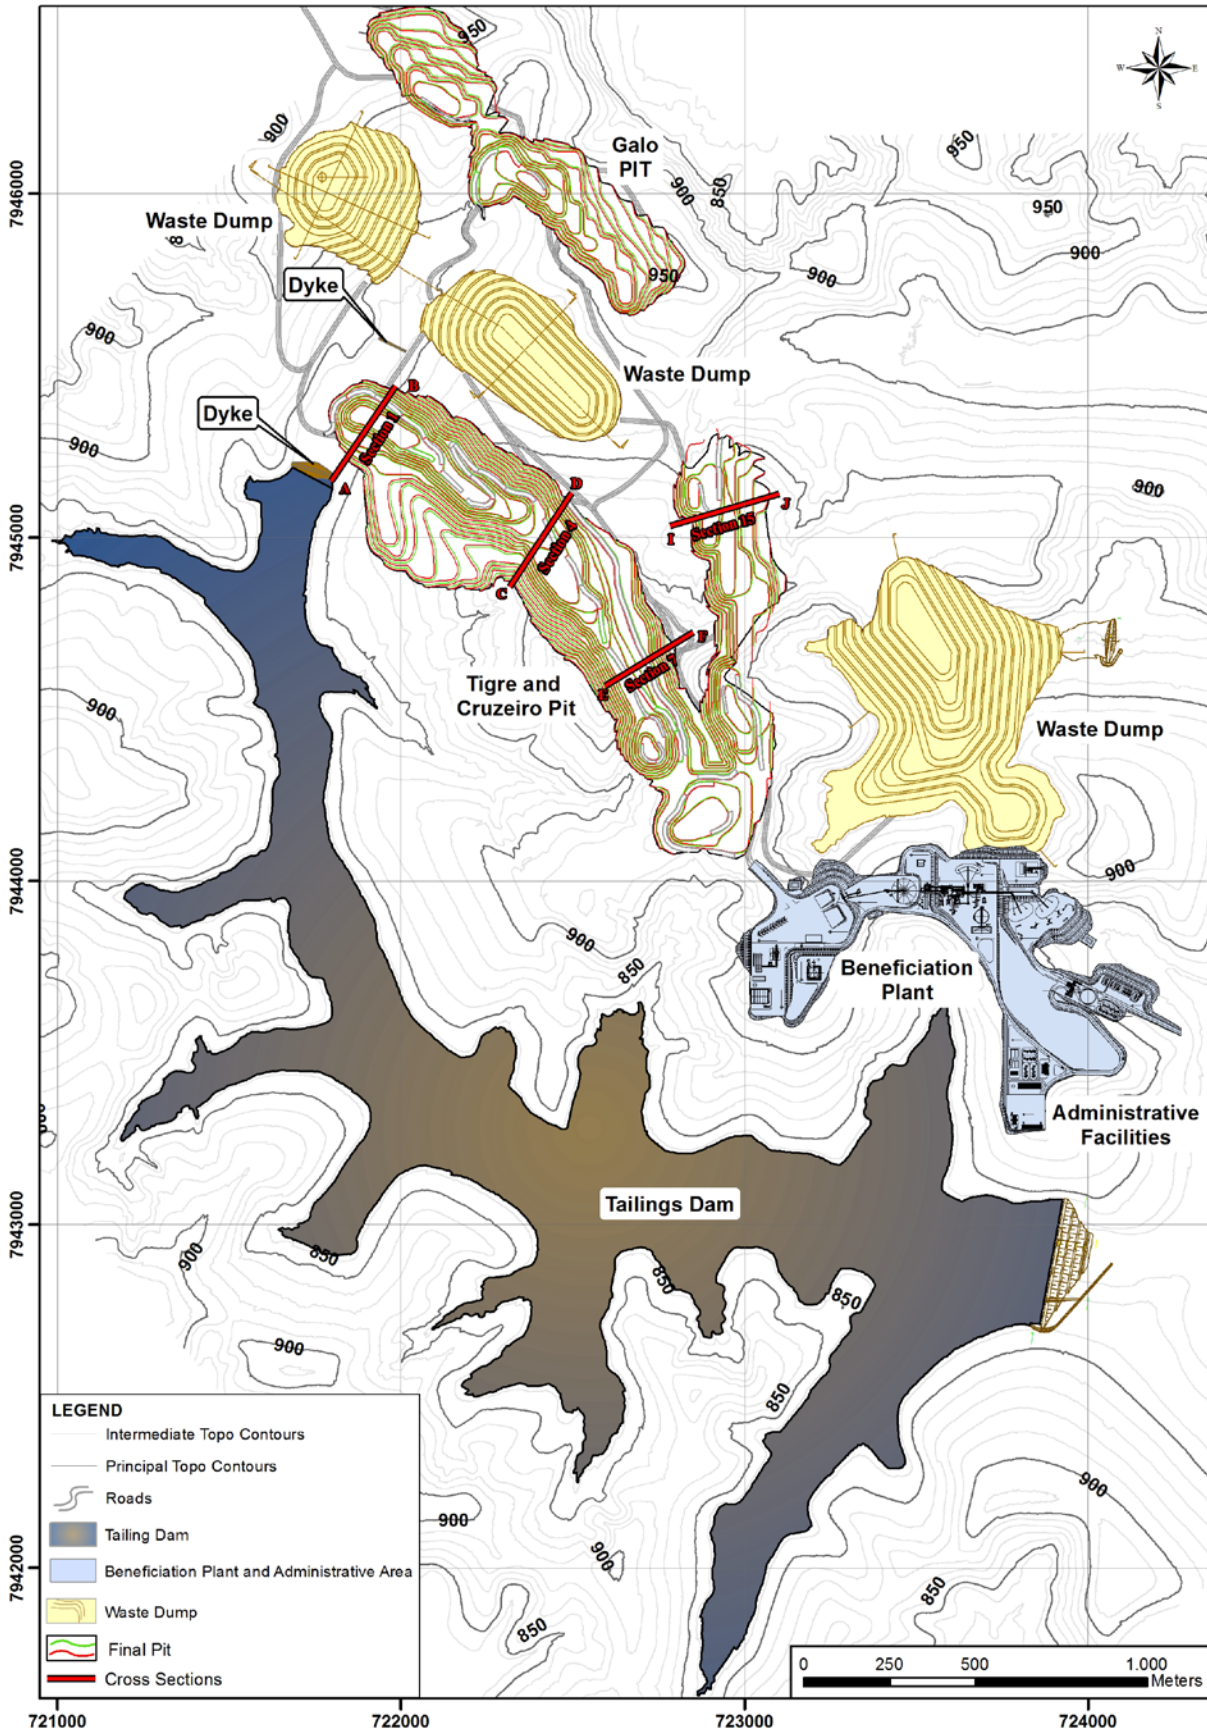 950
N
W E
S
900
950
Galo
PIT
900
850
7946000
950
Waste Dump
8
900
950
900
Dyke
900
Waste Dump
B
Dyke
Section 1
900
D
A
900
J
Section 15
I
7945000
Section 4
C
F
Section 7
E
Tigre and
Cruzeiro Pit
900
Waste Dump
900
7944000
900
850
Beneficiation
Plant
Administrative
Facilities
Tailings Dam
7943000
900
850
850
850
900
850
LEGEND
Intermediate Topo Contours
Principal Topo Contours
Roads
Tailing Dam
Beneficiation Plant and Administrative Area
Waste Dump
Final Pit
Cross Sections
900
900
900
850
850
7942000
0 250 500 1.000
Meters
721000 722000 723000 724000